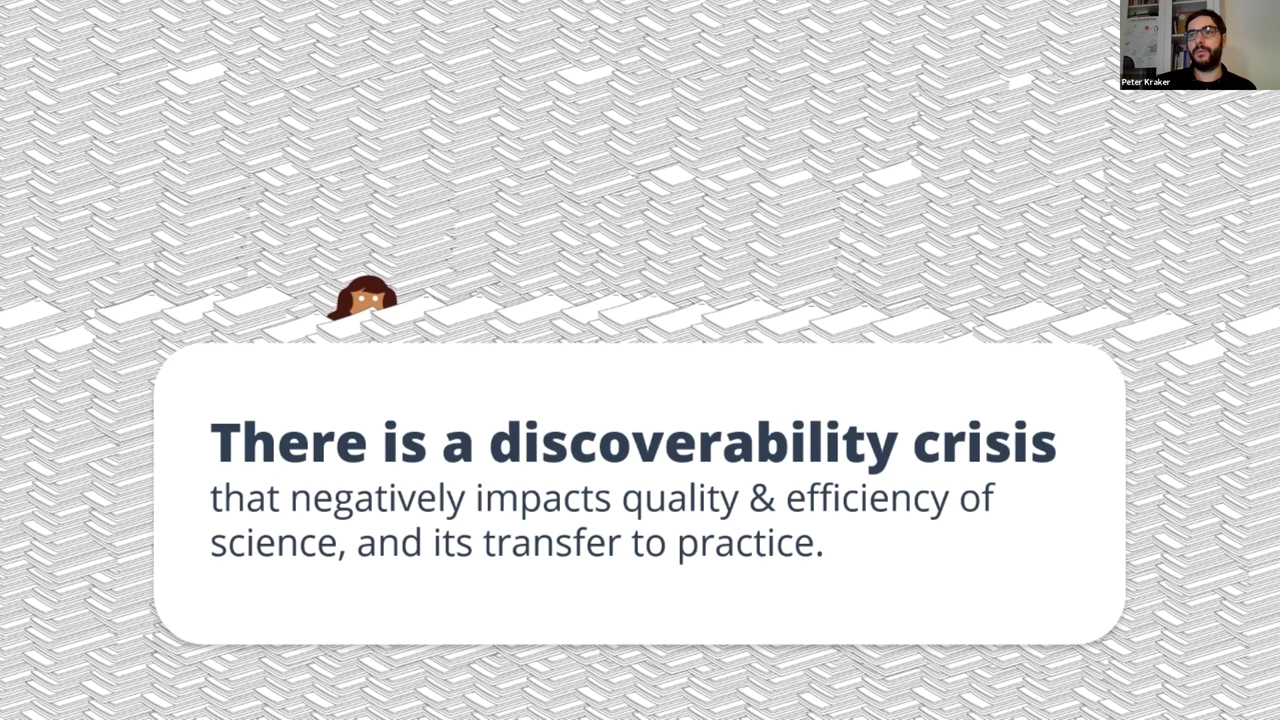 Peter Kraker
There is a discoverability crisis
that negatively impacts quality & efficiency of
science, and its transfer to practice.